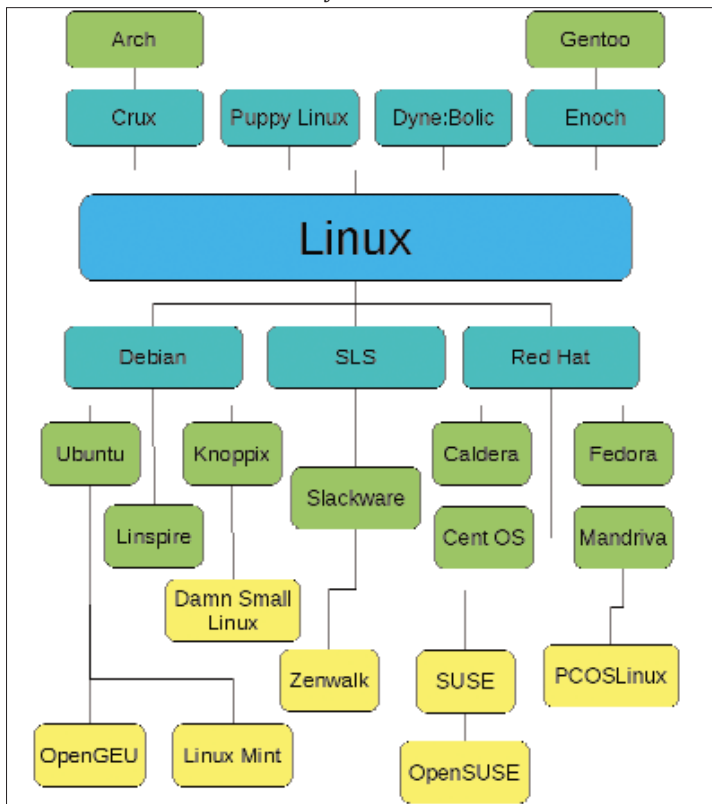 Arch
Gentoo
Crux
Puppy Linux
Dyne:Bolic
Enoch
Linux
Debian
SLS
Red Hat
Ubuntu
Knoppix
Caldera
Fedora
Slackware
Linspire
Cent OS
Mandriva
Damn Small
Linux
Zenwalk
SUSE
PCOSLinux
OpenGEU
Linux Mint
OpenSUSE